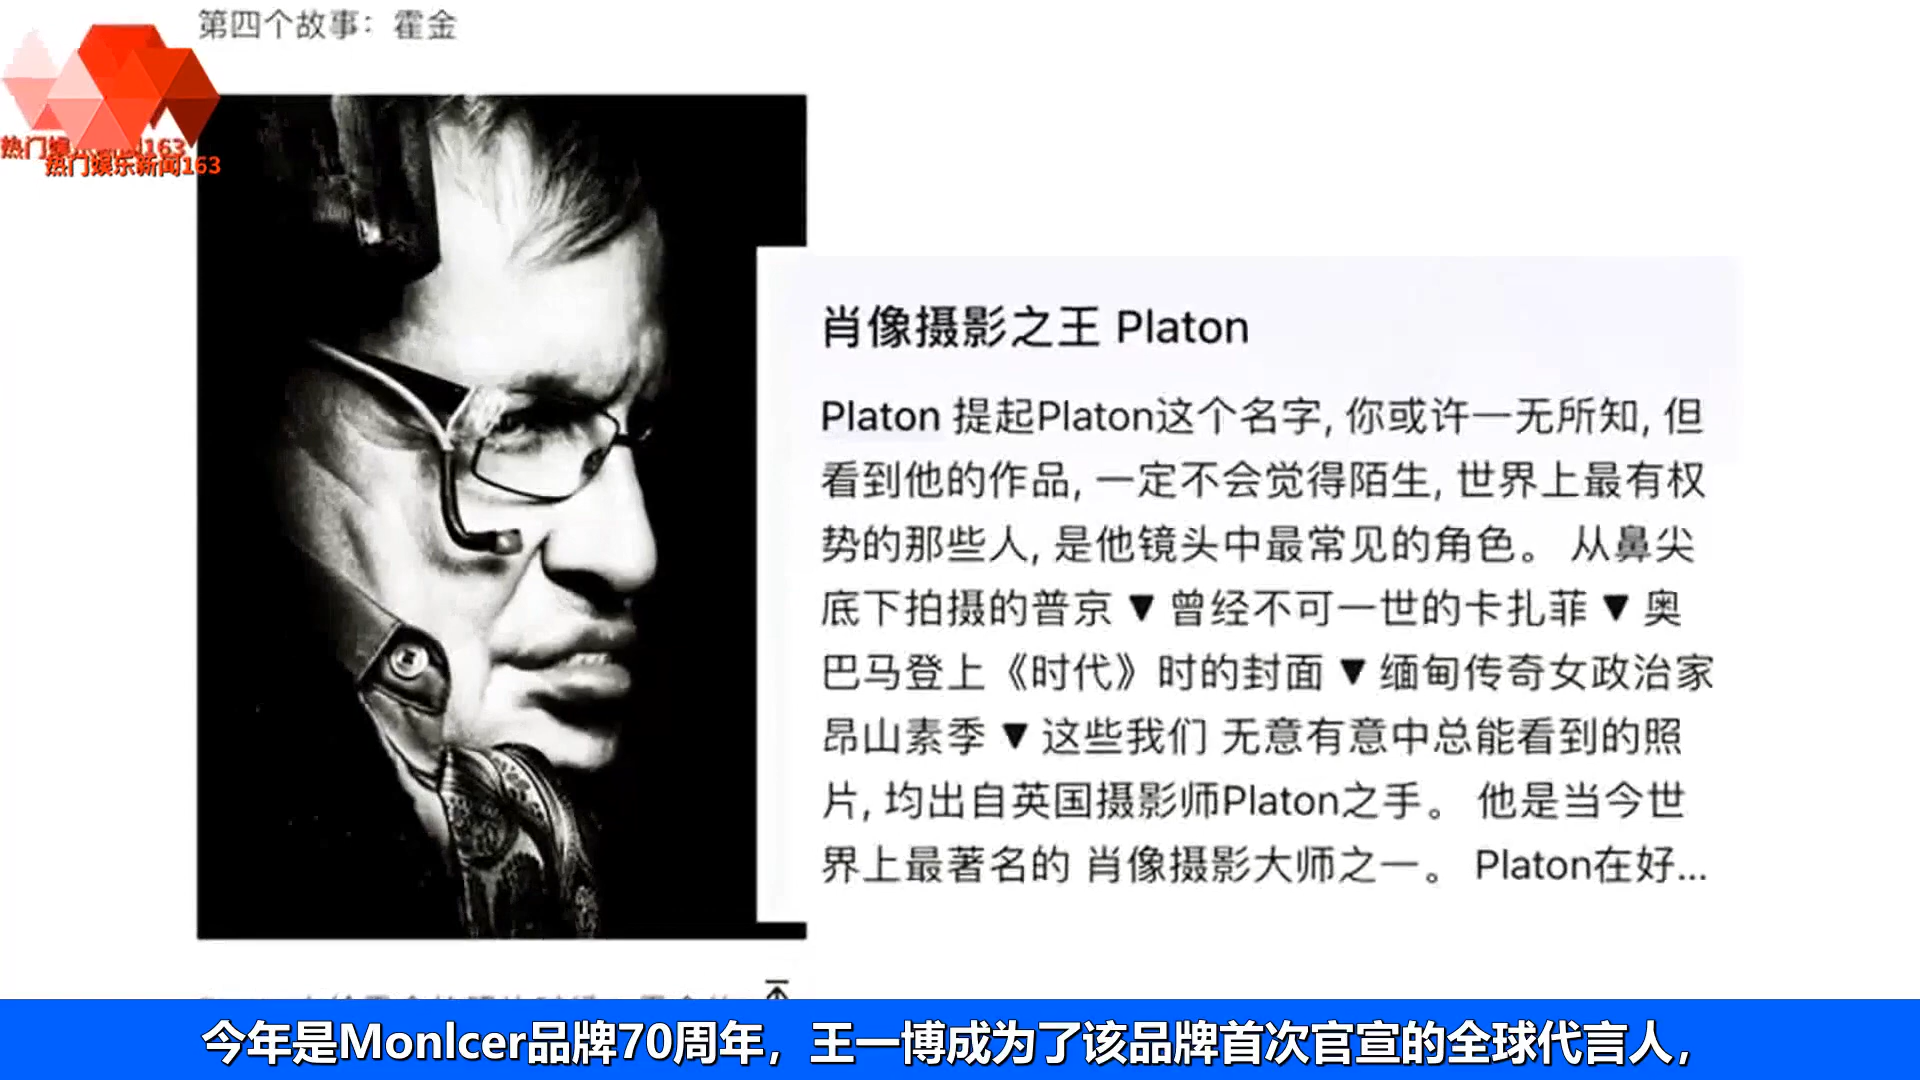 第四个故事：霍金
热门娱乐新闻163
肖像摄影之王 Platon
Platon 提起Platon这个名字, 你或许一无所知, 但
看到他的作品, 一定不会觉得陌生, 世界上最有权
势的那些人, 是他镜头中最常见的角色。 从鼻尖
底下拍摄的普京 ▼ 曾经不可一世的卡扎菲 ▼ 奥
巴马登上《时代》时的封面 ▼ 缅甸传奇女政治家
昂山素季 ▼ 这些我们 无意有意中总能看到的照
片, 均出自英国摄影师Platon之手。 他是当今世
界上最著名的 肖像摄影大师之一。 Platon在好...
今年是Monlcer品牌70周年，王一博成为了该品牌首次官宣的全球代言人，